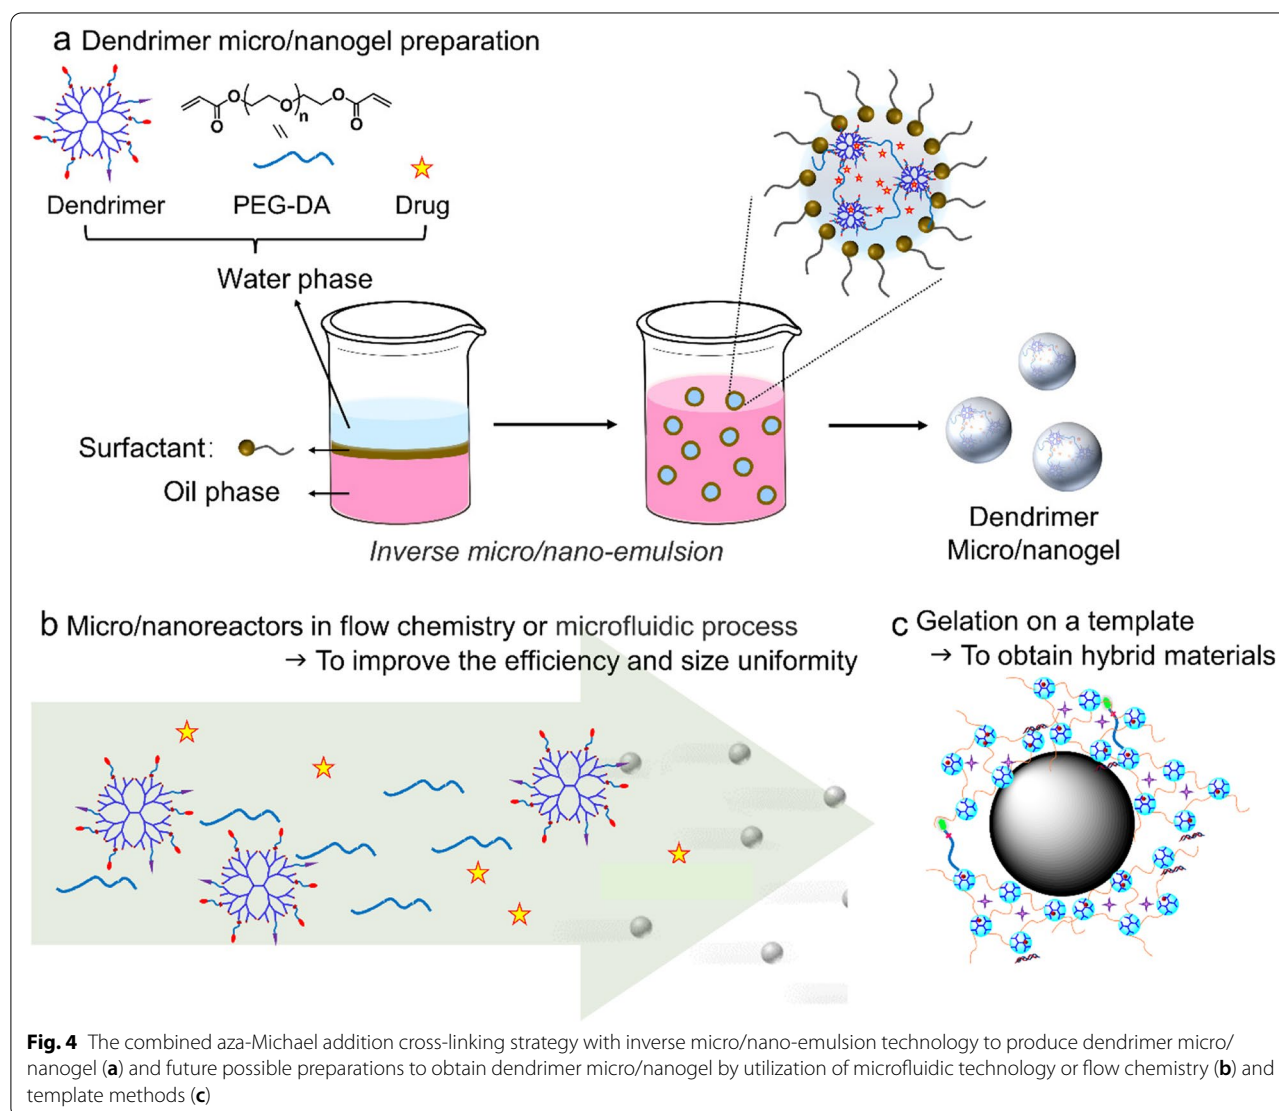 a Dendrimer micro/nanogel preparation
O
O
O
O
O
n
Dendrimer
PEG-DA
Drug
Water phase
Surfactant:
Oil phase
Inverse micro/nano-emulsion
Dendrimer
Micro/nanogel
b Micro/nanoreactors in flow chemistry or microfluidic process
→ To improve the efficiency and size uniformity
c Gelation on a template
→ To obtain hybrid materials
Fig. 4 The combined aza-Michael addition cross-linking strategy with inverse micro/nano-emulsion technology to produce dendrimer micro/
nanogel (a) and future possible preparations to obtain dendrimer micro/nanogel by utilization of microfluidic technology or flow chemistry (b) and
template methods (c)